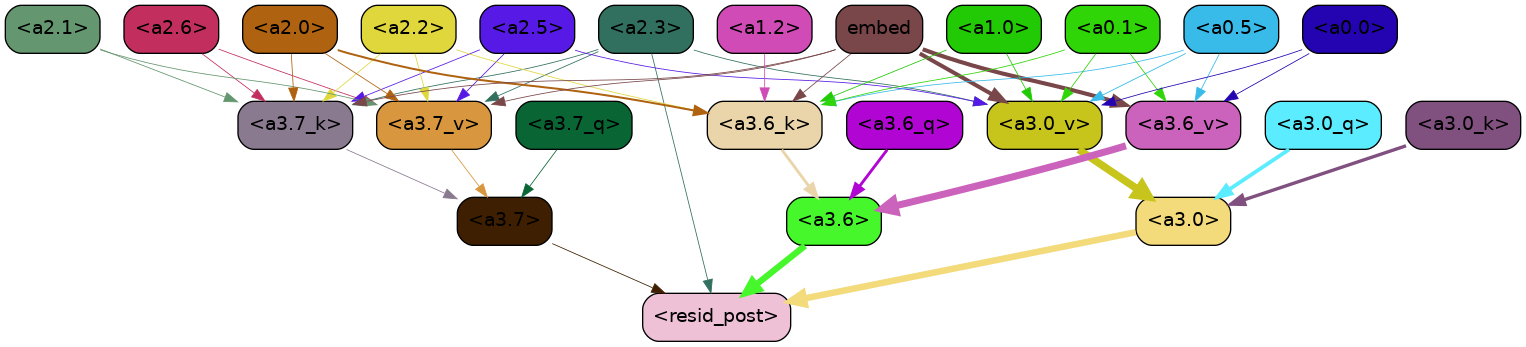 <a2.1> <a2.6> <a2.0> <a2.2> <a2.5> <a2.3> <a1.2> embed <a1.0> <a0.1> <a0.5> <a0.0>
<a3.7_k> <a3.7_v> <a3.7_q> <a3.6_k> <a3.6_q> <a3.0_v> <a3.6_v> <a3.0_q> <a3.0_k>
<a3.7> <a3.6> <a3.0>
<resid_post>